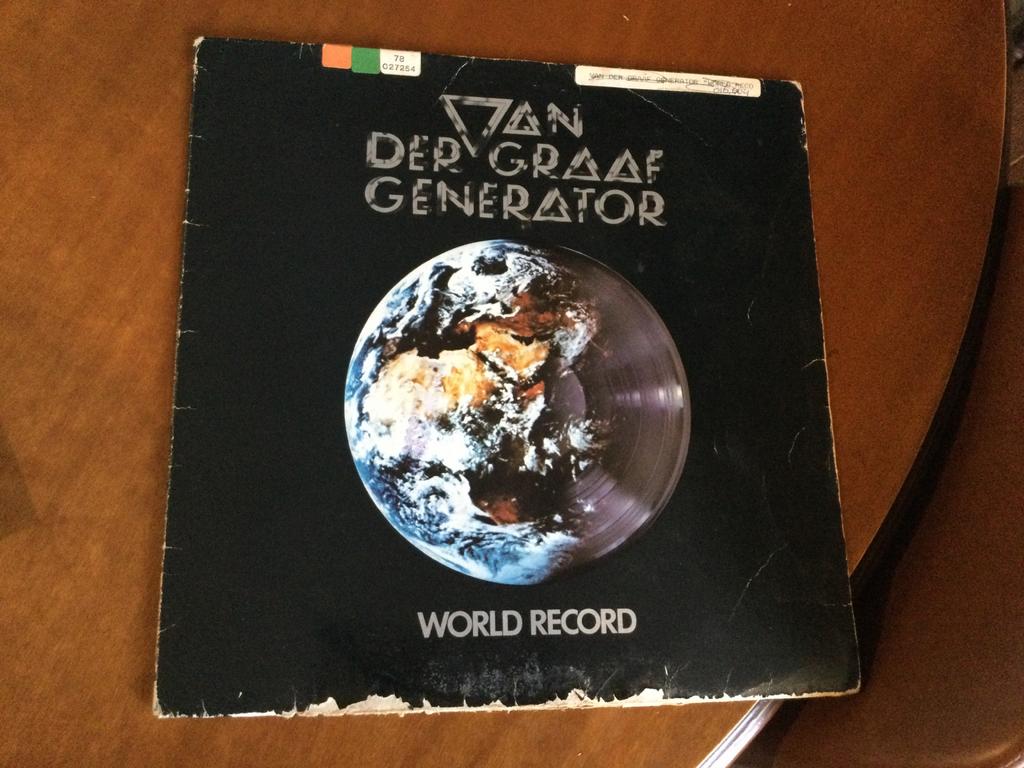 78
027254
VAN DER GRAAF GENERATOR
VAN
DER GRAAF
GENERATOR
WORLD RECORD